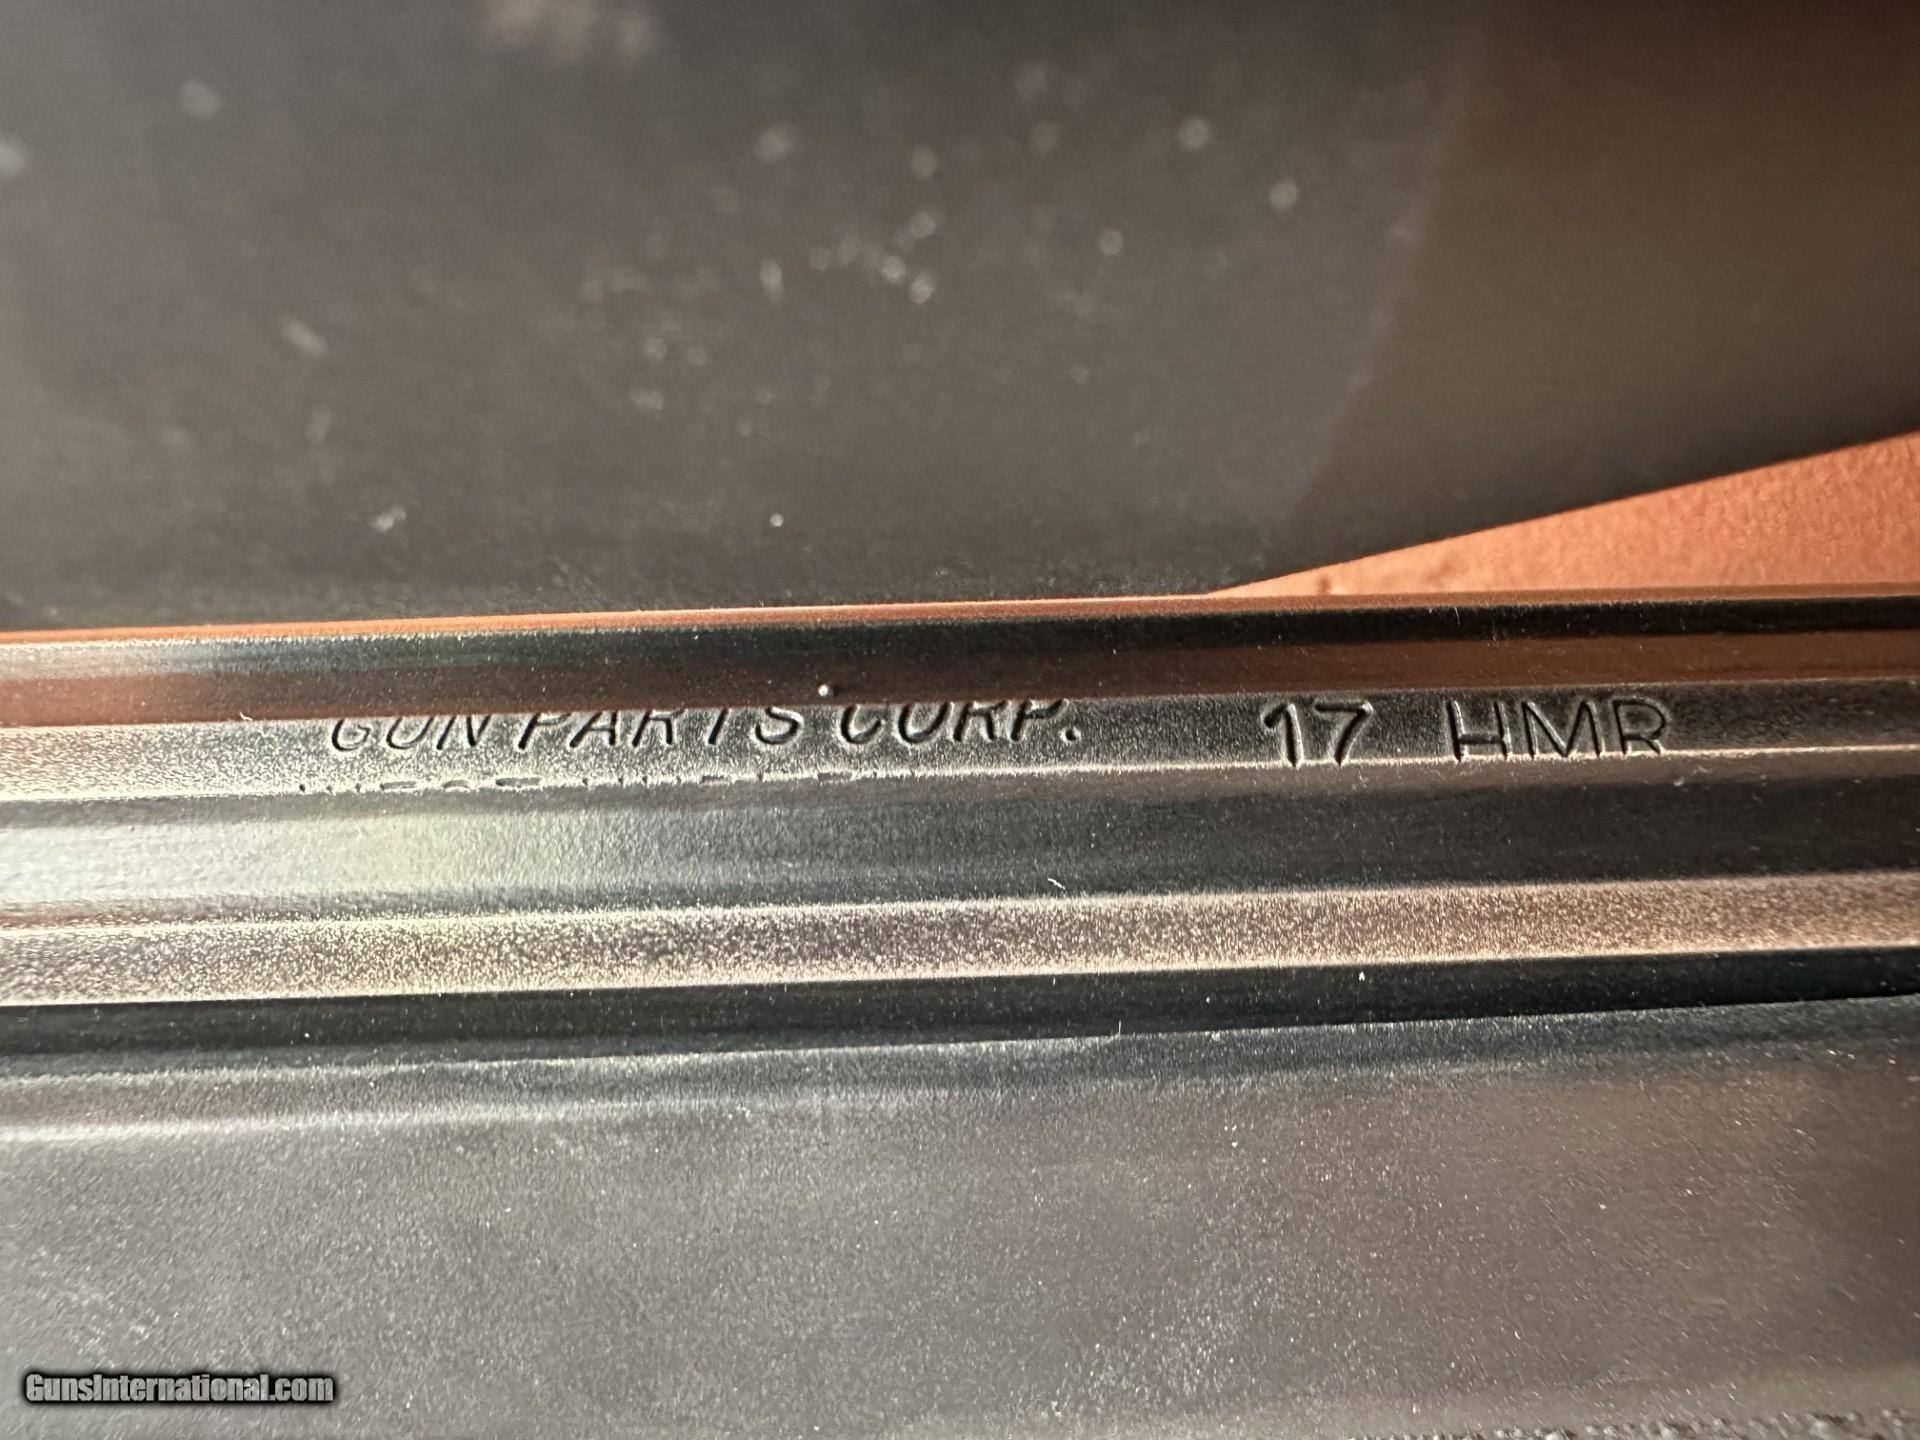 GUN PARTS CORP. 17 HMR
GunsInternational.com